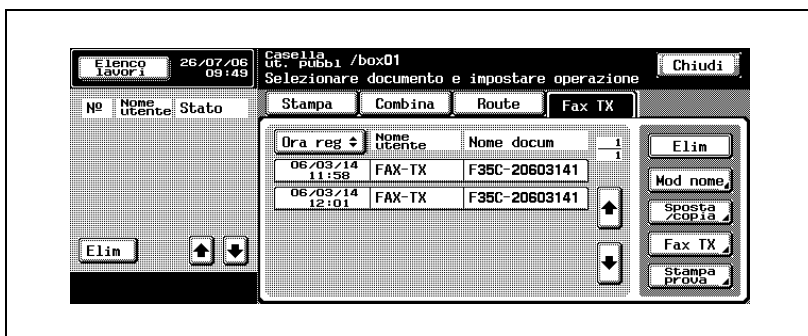 Elenco lavori
26/07/06
09:49
Casella ut. pubbl /box01
Selezionare documento e impostare operazione
Chiudi
Nº Nome utente Stato
Elim
Stampa Combina Route Fax TX
Ora reg Nome utente Nome docum 1/1
06/03/14 11:58 FAX-TX F35C-20603141
06/03/14 12:01 FAX-TX F35C-20603141
Elim
Mod nome
Sposta /copia
Fax TX
Stampa prova